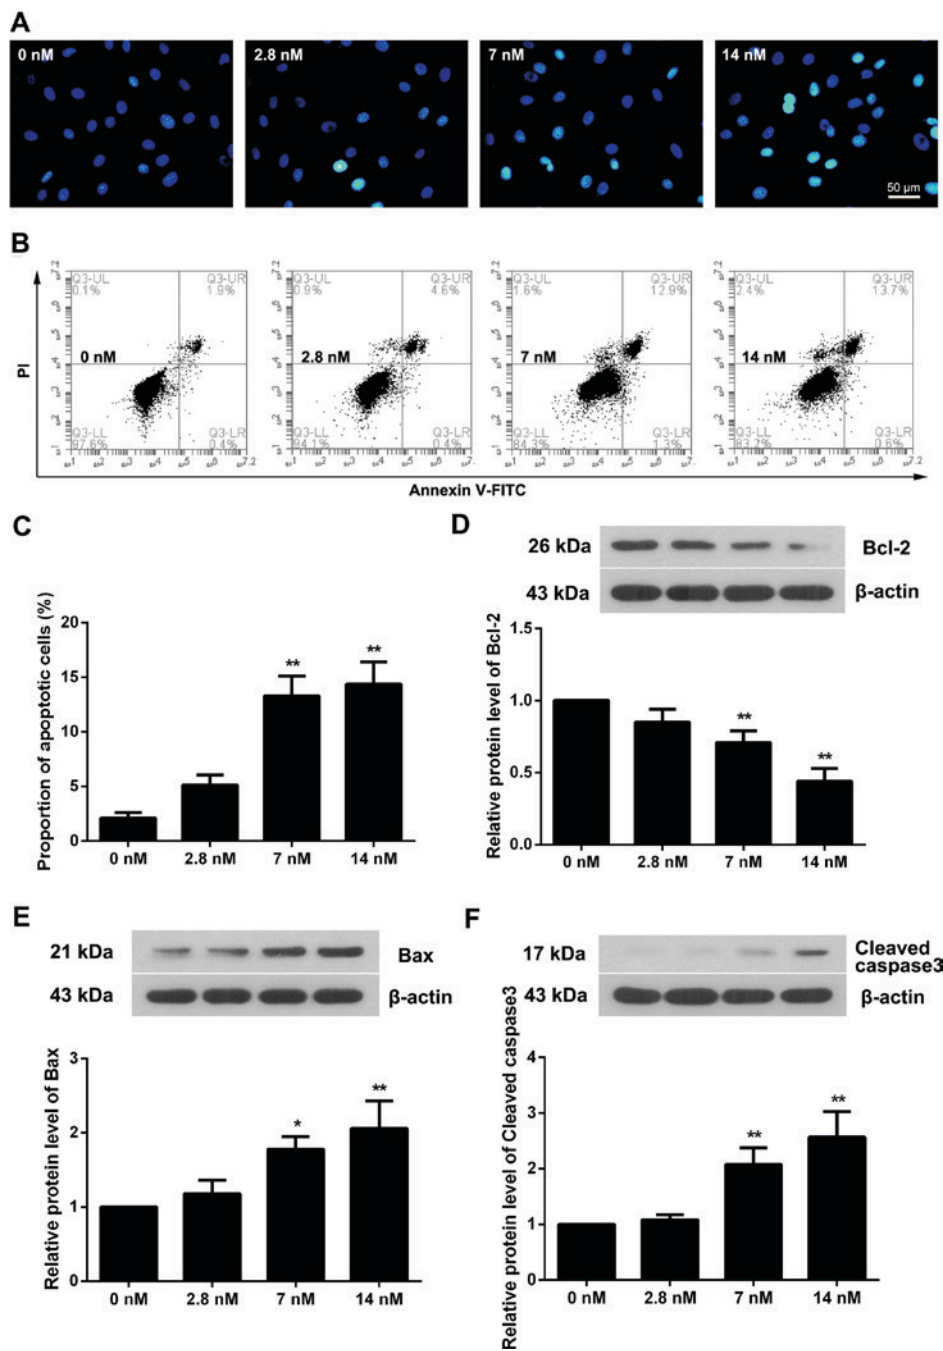 A
0 nM
2.8 nM
7 nM
14 nM
50 µm
B
Q3-UL
0.1%
Q3-UR
1.9%
0 nM
Q3-LL
97.6%
Q3-LR
0.4%
Q3-UL
0.9%
Q3-UR
4.6%
2.8 nM
Q3-LL
94.1%
Q3-LR
0.4%
Q3-UL
1.6%
Q3-UR
12.9%
7 nM
Q3-LL
84.3%
Q3-LR
1.3%
Q3-UL
2.4%
Q3-UR
13.7%
14 nM
Q3-LL
Q3-LR
0.6%
PI
Annexin V-FITC
C
Proportion of apoptotic cells (%)
20
15
10
5
0
0 nM 2.8 nM 7 nM 14 nM
** **
D
26 kDa Bcl-2
43 kDa β-actin
Relative protein level of Bcl-2
1.5
1.0
0.5
0.0
** **
0 nM 2.8 nM 7 nM 14 nM
E
21 kDa Bax
43 kDa β-actin
Relative protein level of Bax
3
2
1
0
* **
0 nM 2.8 nM 7 nM 14 nM
F
17 kDa Cleaved
caspase3
43 kDa β-actin
Relative protein level of Cleaved caspase3
4
3
2
1
0
** **
0 nM 2.8 nM 7 nM 14 nM